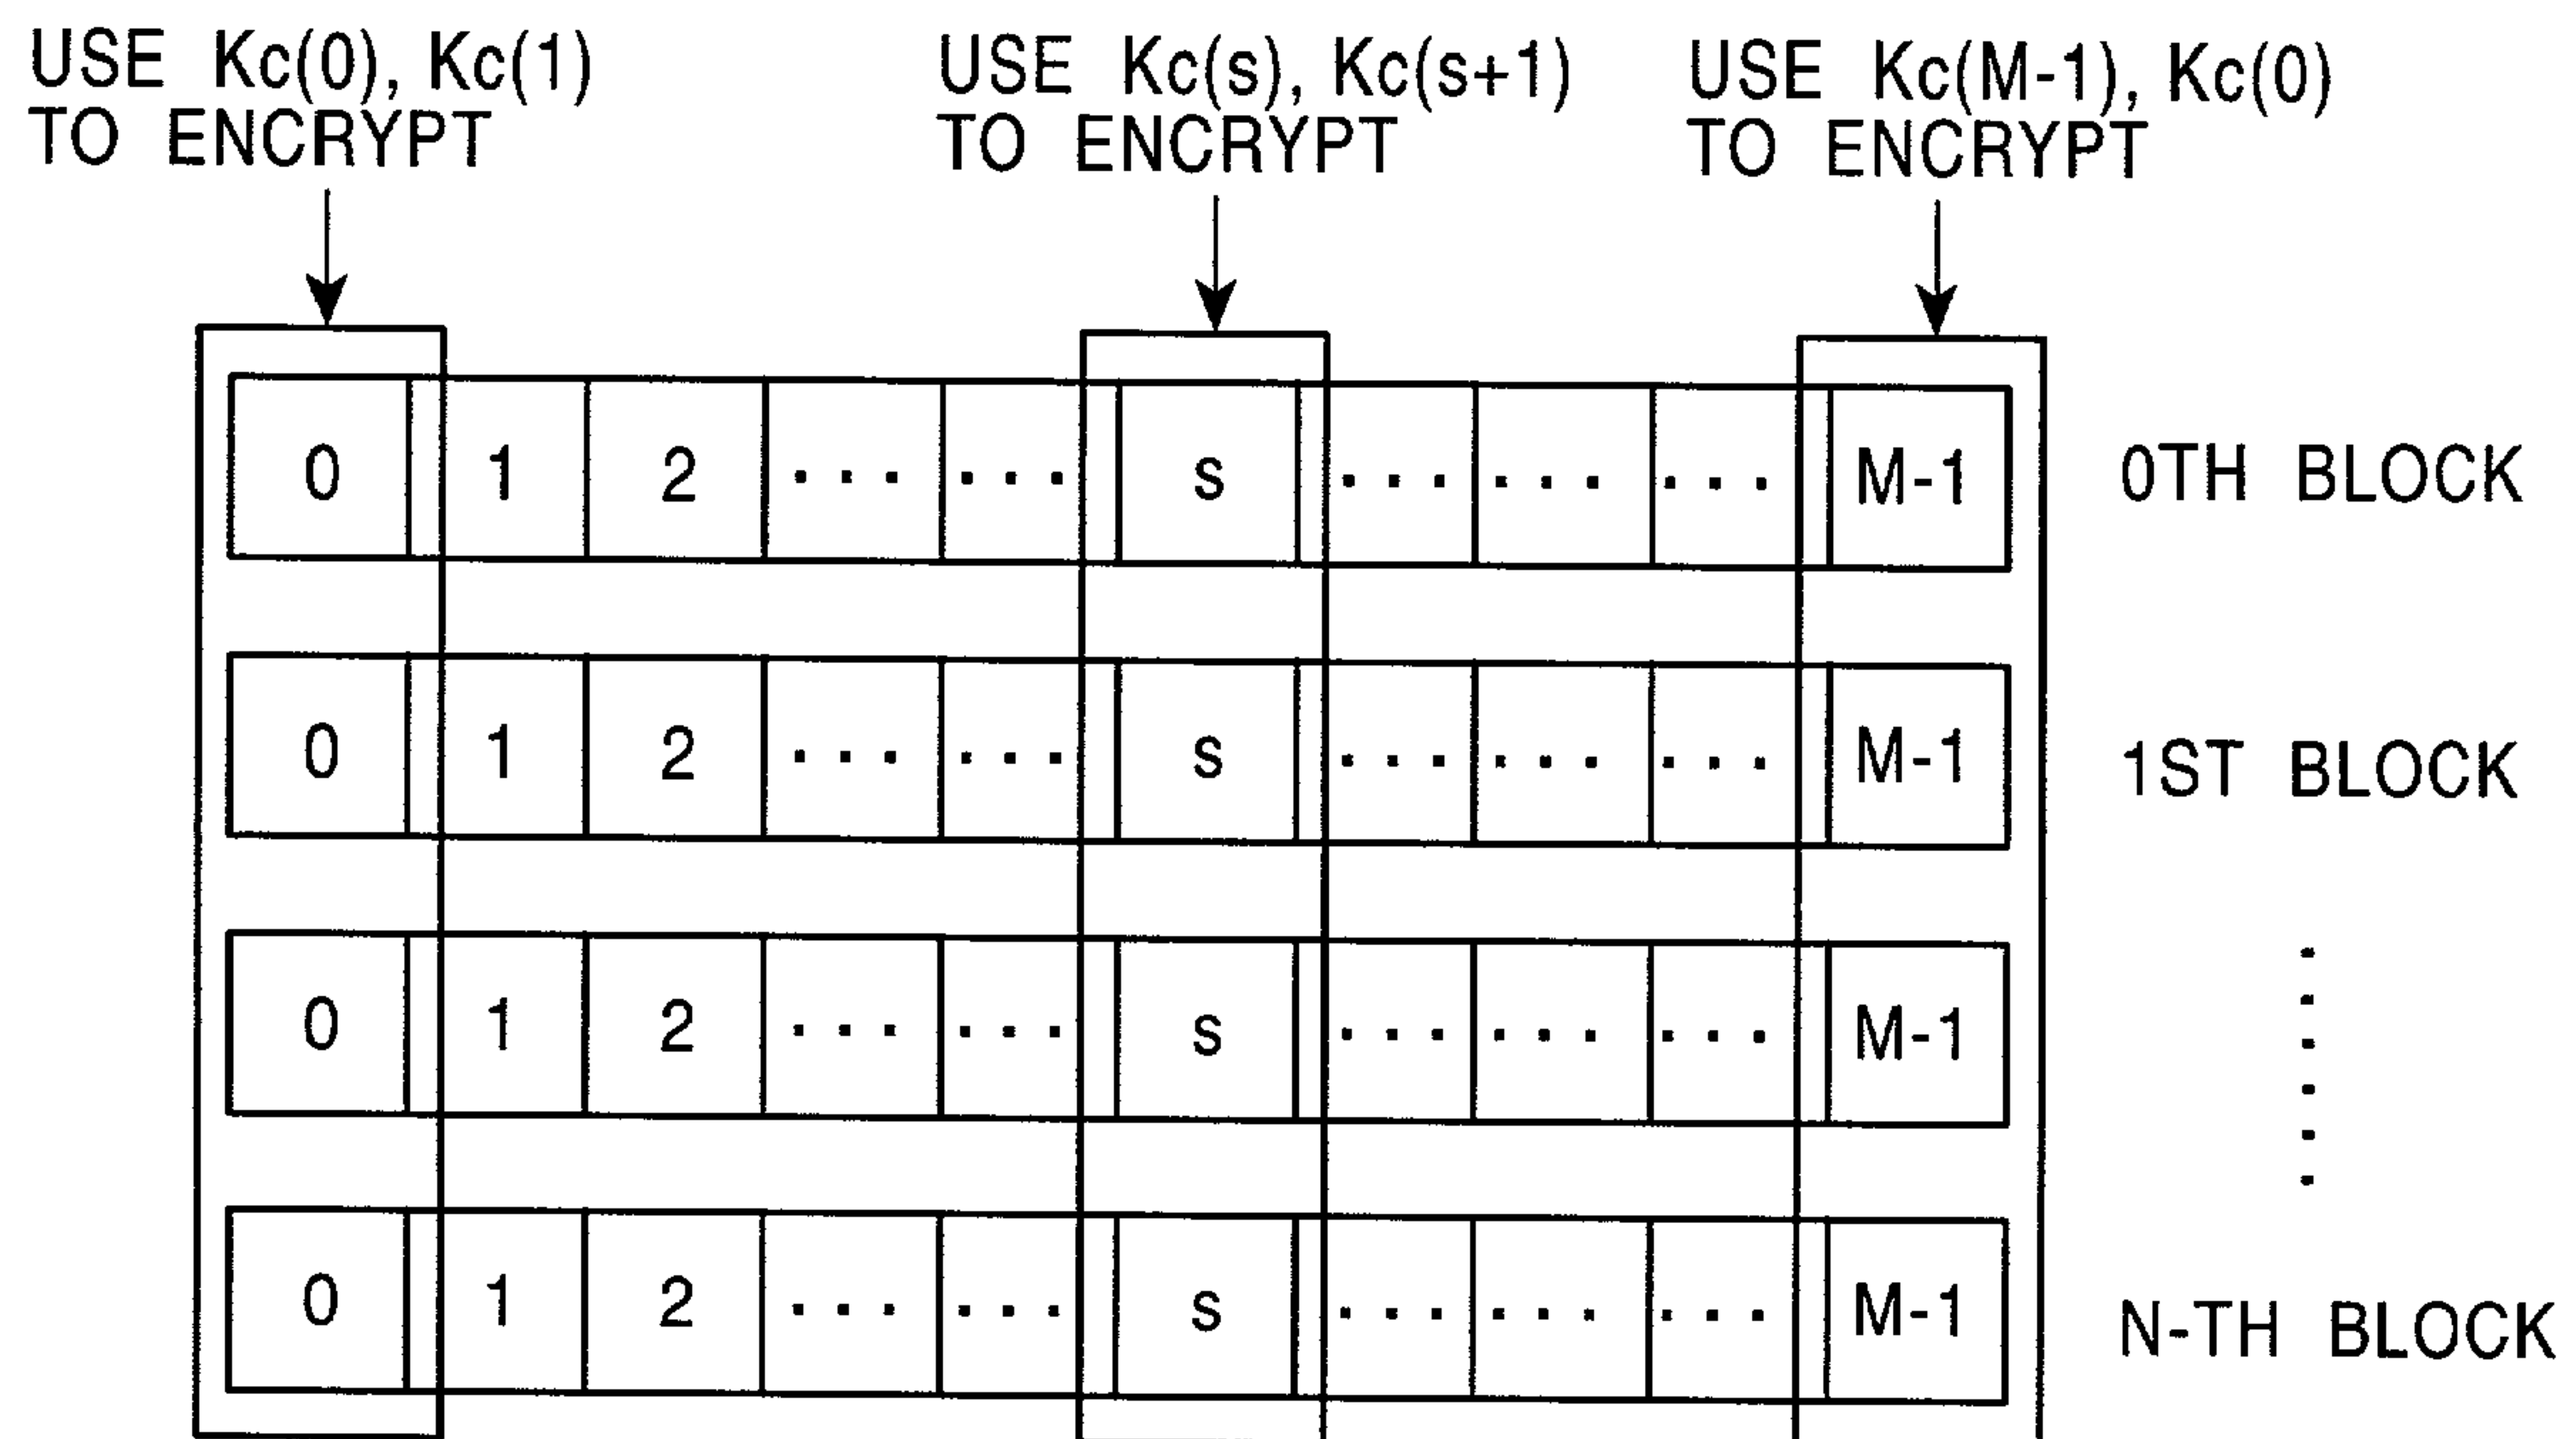 USE Kc(0), Kc(1)
TO ENCRYPT
USE Kc(s), Kc(s+1)
TO ENCRYPT
USE Kc(M-1), Kc(0)
TO ENCRYPT
0 1 2 ... ... s ... ... ... M-1 0TH BLOCK
0 1 2 ... ... s ... ... ... M-1 1ST BLOCK
0 1 2 ... ... s ... ... ... M-1
0 1 2 ... ... s ... ... ... M-1 N-TH BLOCK